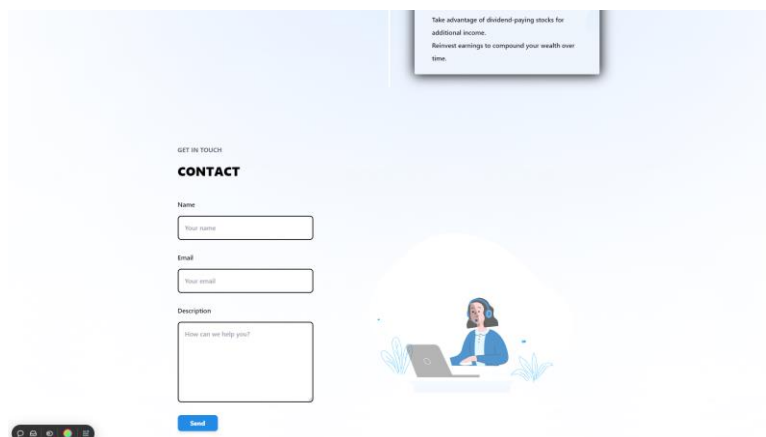 Take advantage of dividend-paying stocks for
additional income.
Reinvest earnings to compound your wealth over
time.
GET IN TOUCH
CONTACT
Name
Your name
Email
Your email
Description
How can we help you?
Send